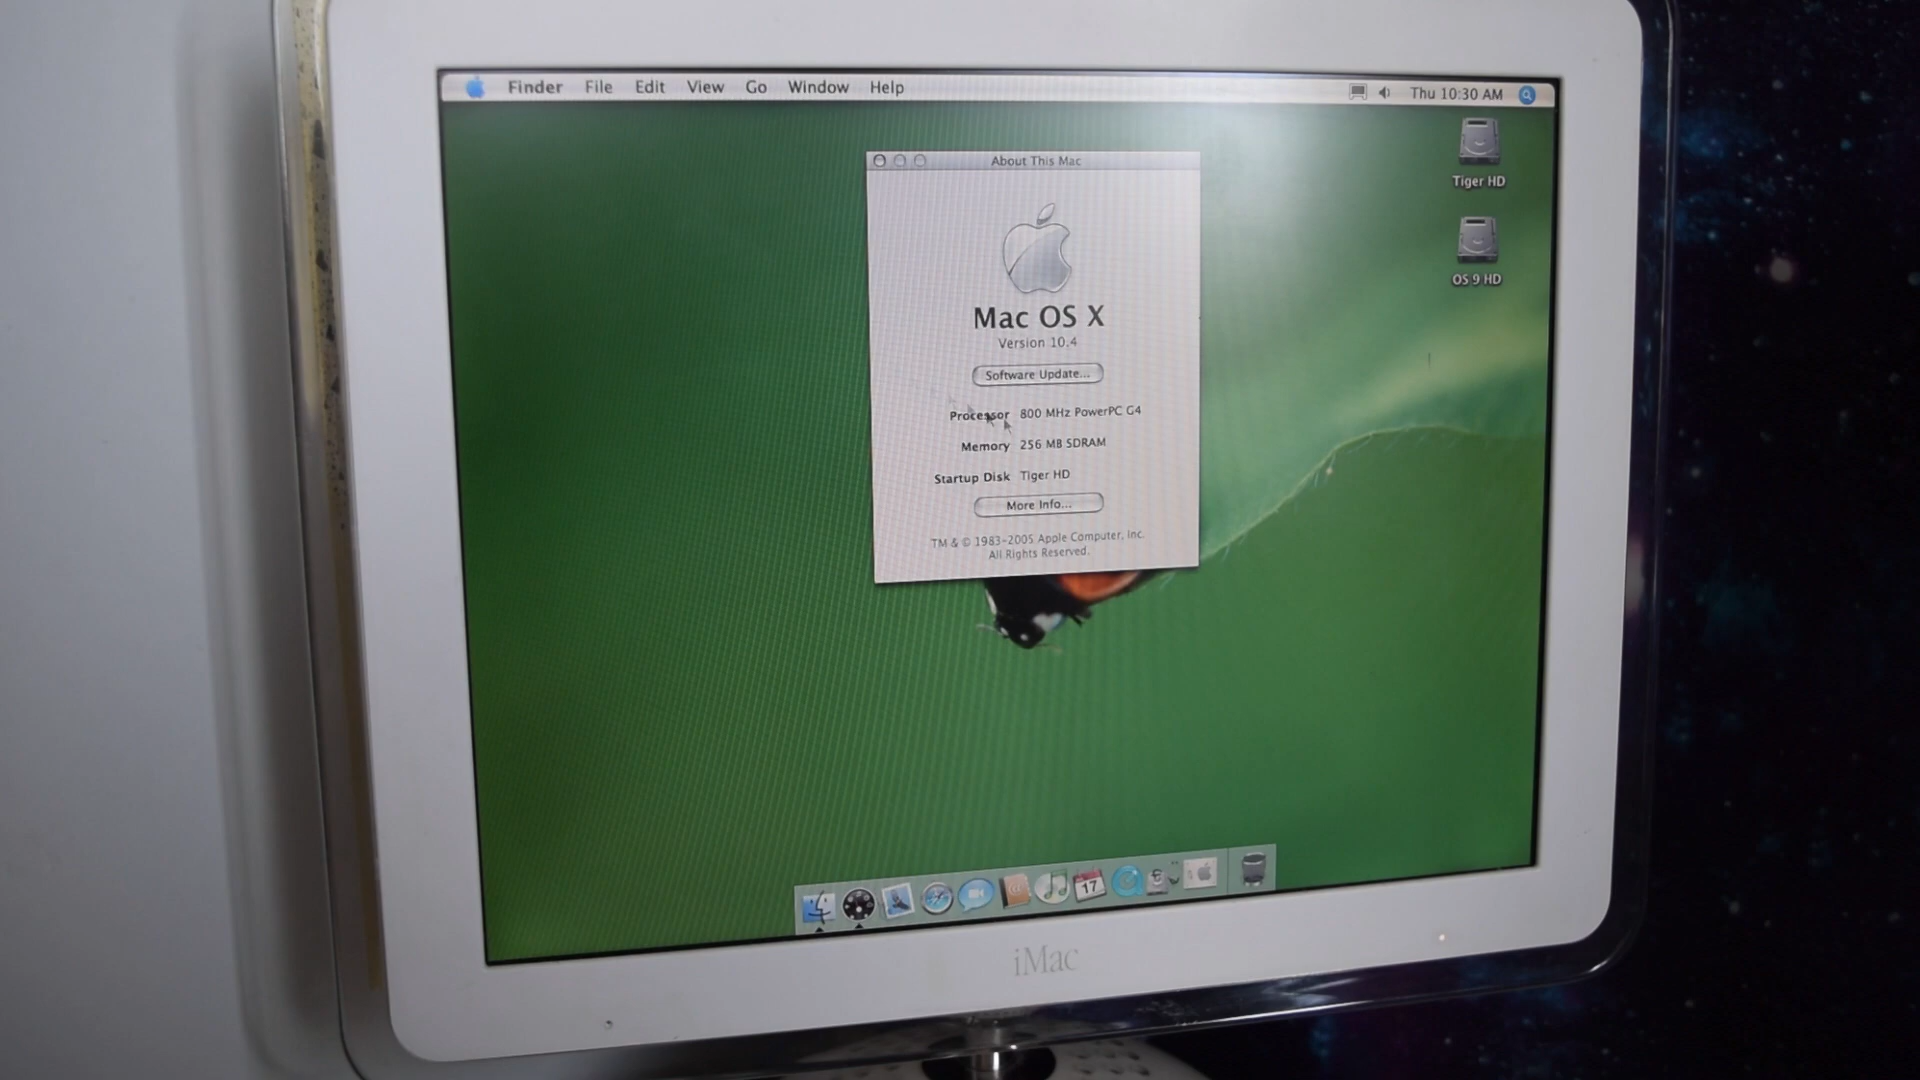 Finder File Edit View Go Window Help
Thu 10:30 AM
Tiger HD
OS 9 HD
About This Mac
Mac OS X
Version 10.4
Software Update...
Processor 800 MHz PowerPC G4
Memory 256 MB SDRAM
Startup Disk Tiger HD
More Info...
TM & © 1983-2005 Apple Computer, Inc.
All Rights Reserved.
17
iMac